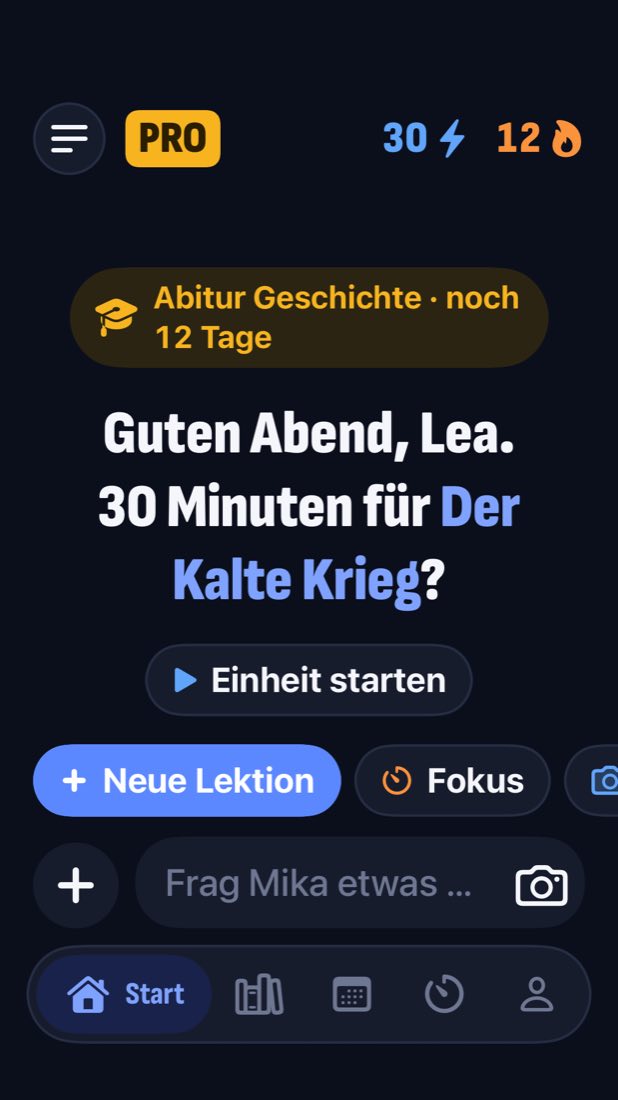 PRO
30
12
Abitur Geschichte · noch
12 Tage
Guten Abend, Lea.
30 Minuten für Der
Kalte Krieg?
Einheit starten
Neue Lektion
Fokus
Frag Mika etwas ...
Start